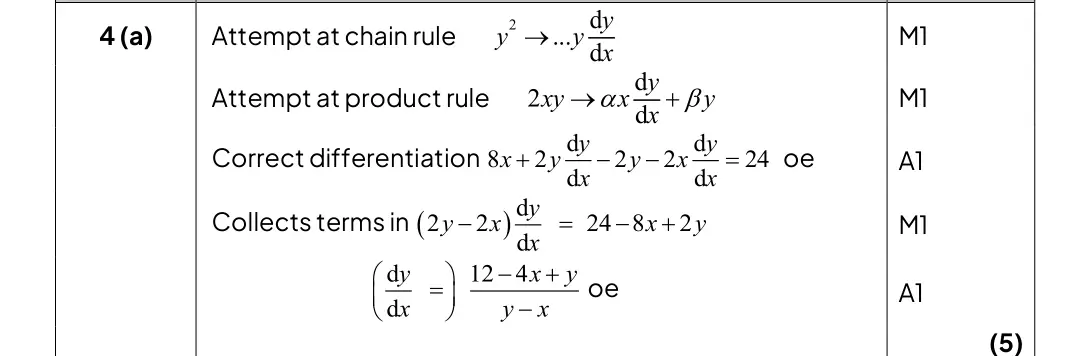 4 (a) Attempt at chain rule y² → ...y dy/dx M1
Attempt at product rule 2xy → αx dy/dx + βy M1
Correct differentiation 8x + 2y dy/dx − 2y − 2x dy/dx = 24 oe A1
Collects terms in (2y − 2x) dy/dx = 24 − 8x + 2y M1
(dy/dx =) (12 − 4x + y)/(y − x) oe A1
(5)